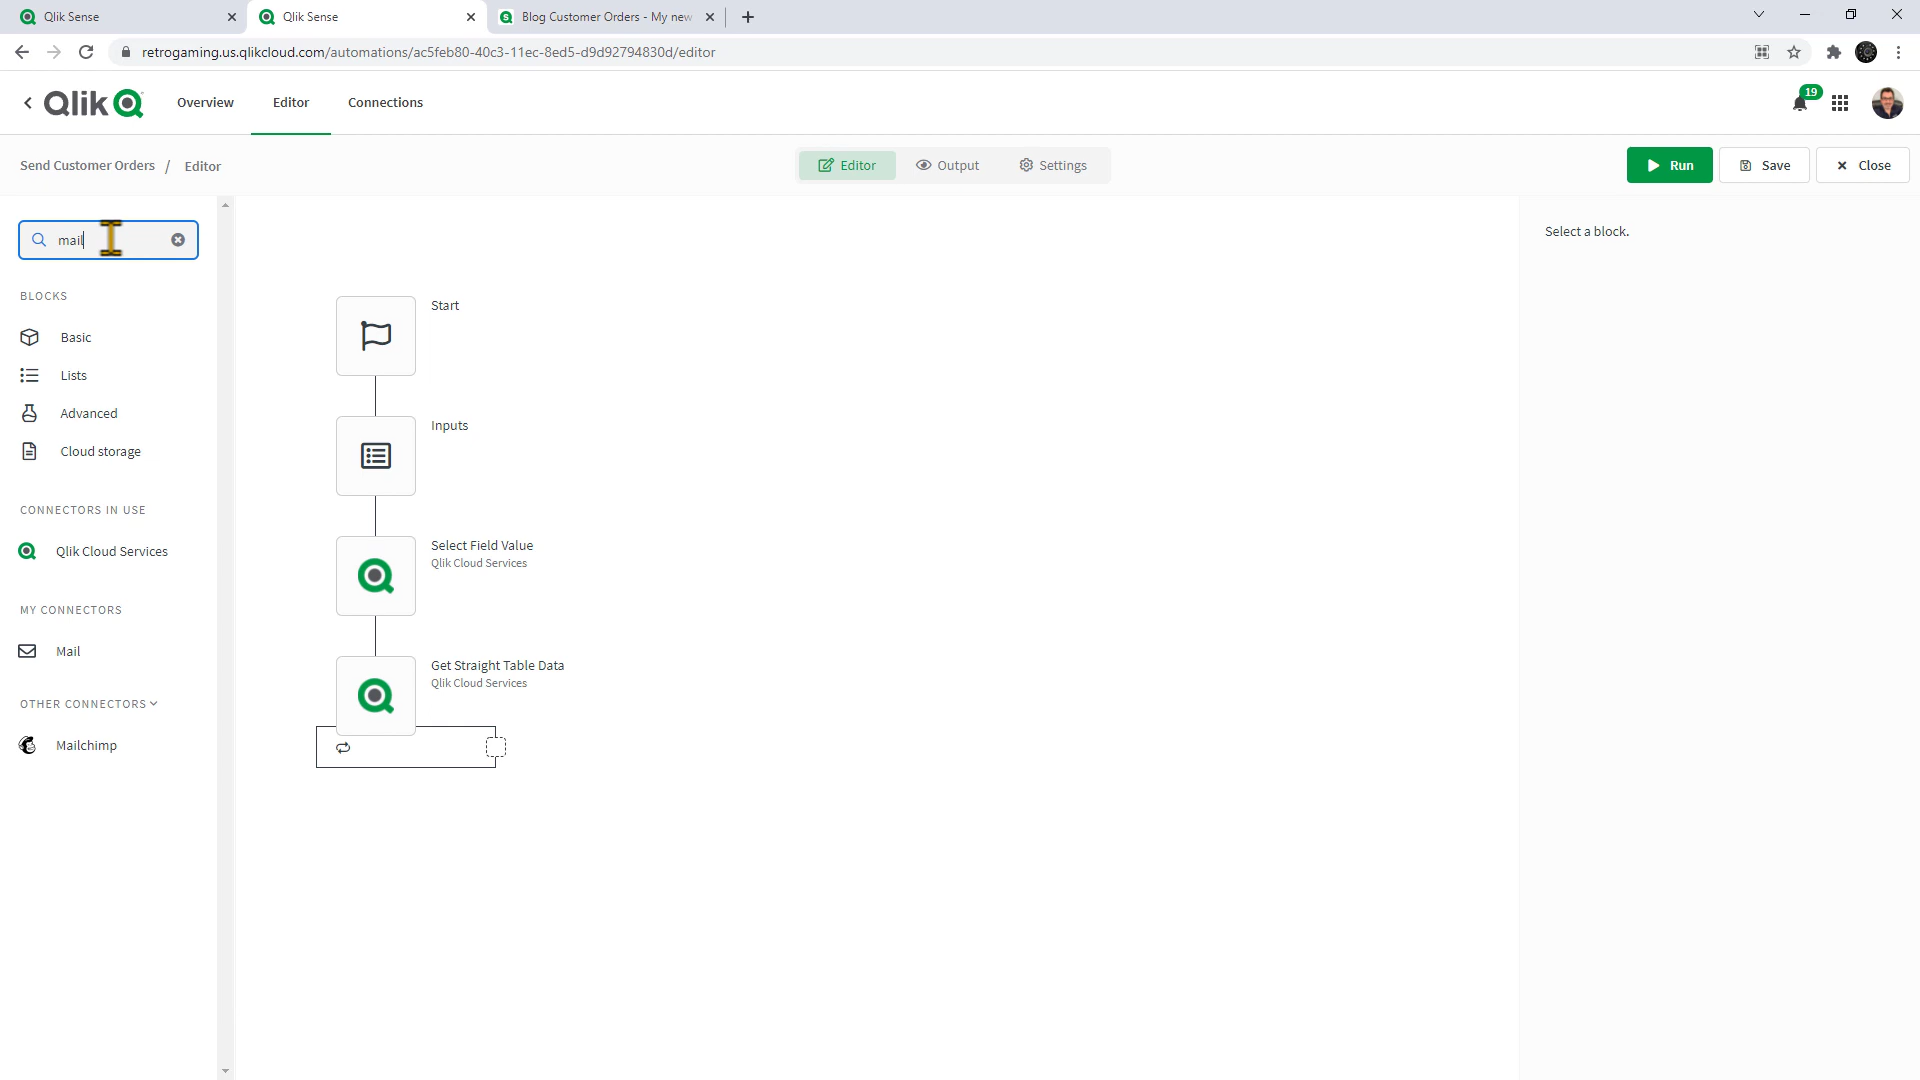 Qlik Sense
Qlik Sense
Blog Customer Orders - My new
retrogaming.us.qlikcloud.com/automations/ac5feb80-40c3-11ec-8ed5-d9d92794830d/editor
Qlik
Overview
Editor
Connections
19
Send Customer Orders / Editor
Editor
Output
Settings
Run
Save
Close
mail
BLOCKS
Basic
Lists
Advanced
Cloud storage
CONNECTORS IN USE
Qlik Cloud Services
MY CONNECTORS
Mail
OTHER CONNECTORS
Mailchimp
Start
Inputs
Select Field Value
Qlik Cloud Services
Get Straight Table Data
Qlik Cloud Services
Select a block.